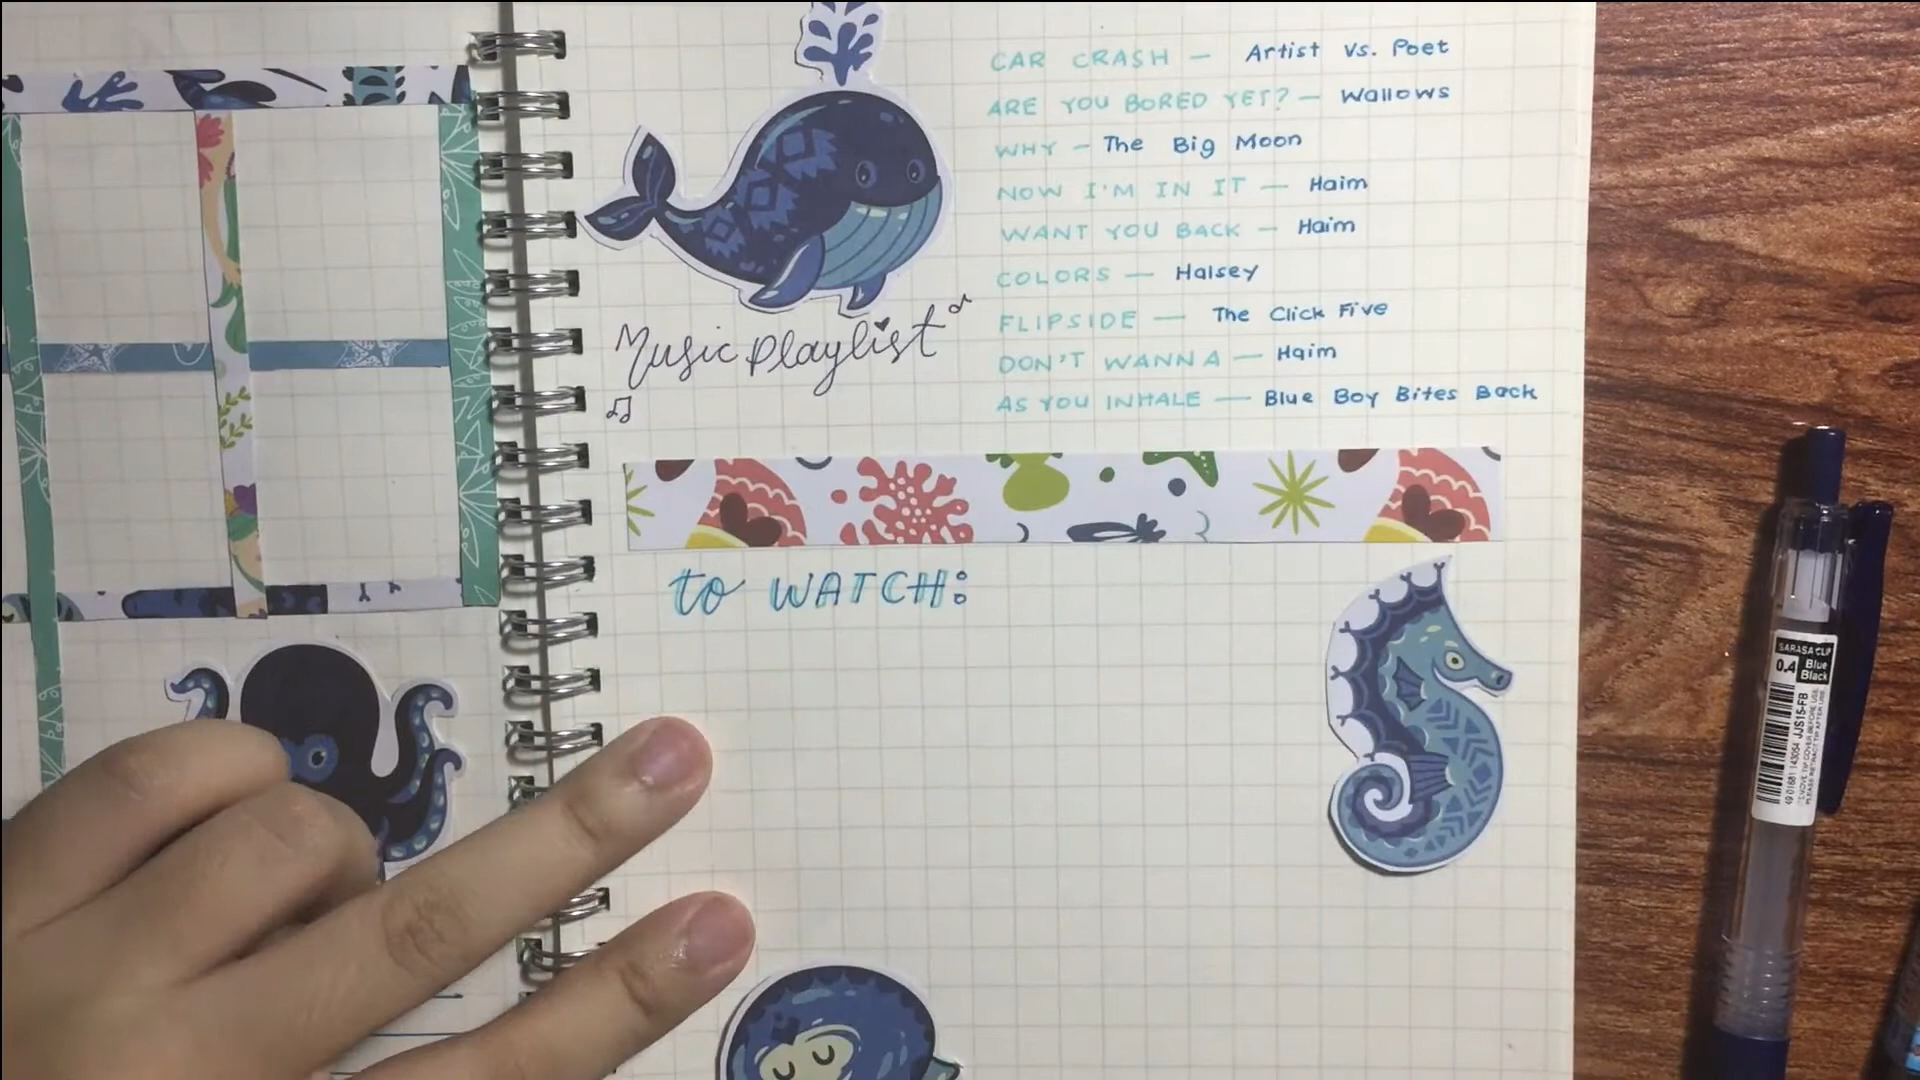 CAR CRASH — Artist vs. Poet
ARE YOU BORED YET? — Wallows
WHY — The Big Moon
NOW I'M IN IT — Haim
WANT YOU BACK — Haim
COLORS — Halsey
FLIPSIDE — The Click Five
DON'T WANNA — Haim
AS YOU INHALE — Blue Boy Bites Back
Music Playlist
to WATCH:
SARASA CLIP
0.4 Blue Black
JJS15-FB